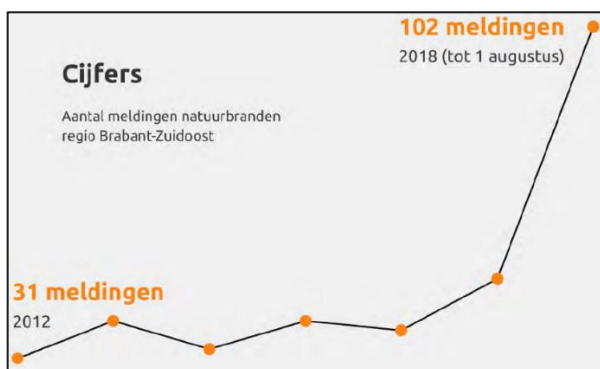 102 meldingen
2018 (tot 1 augustus)
Cijfers
Aantal meldingen natuurbranden
regio Brabant-Zuidoost
31 meldingen
2012